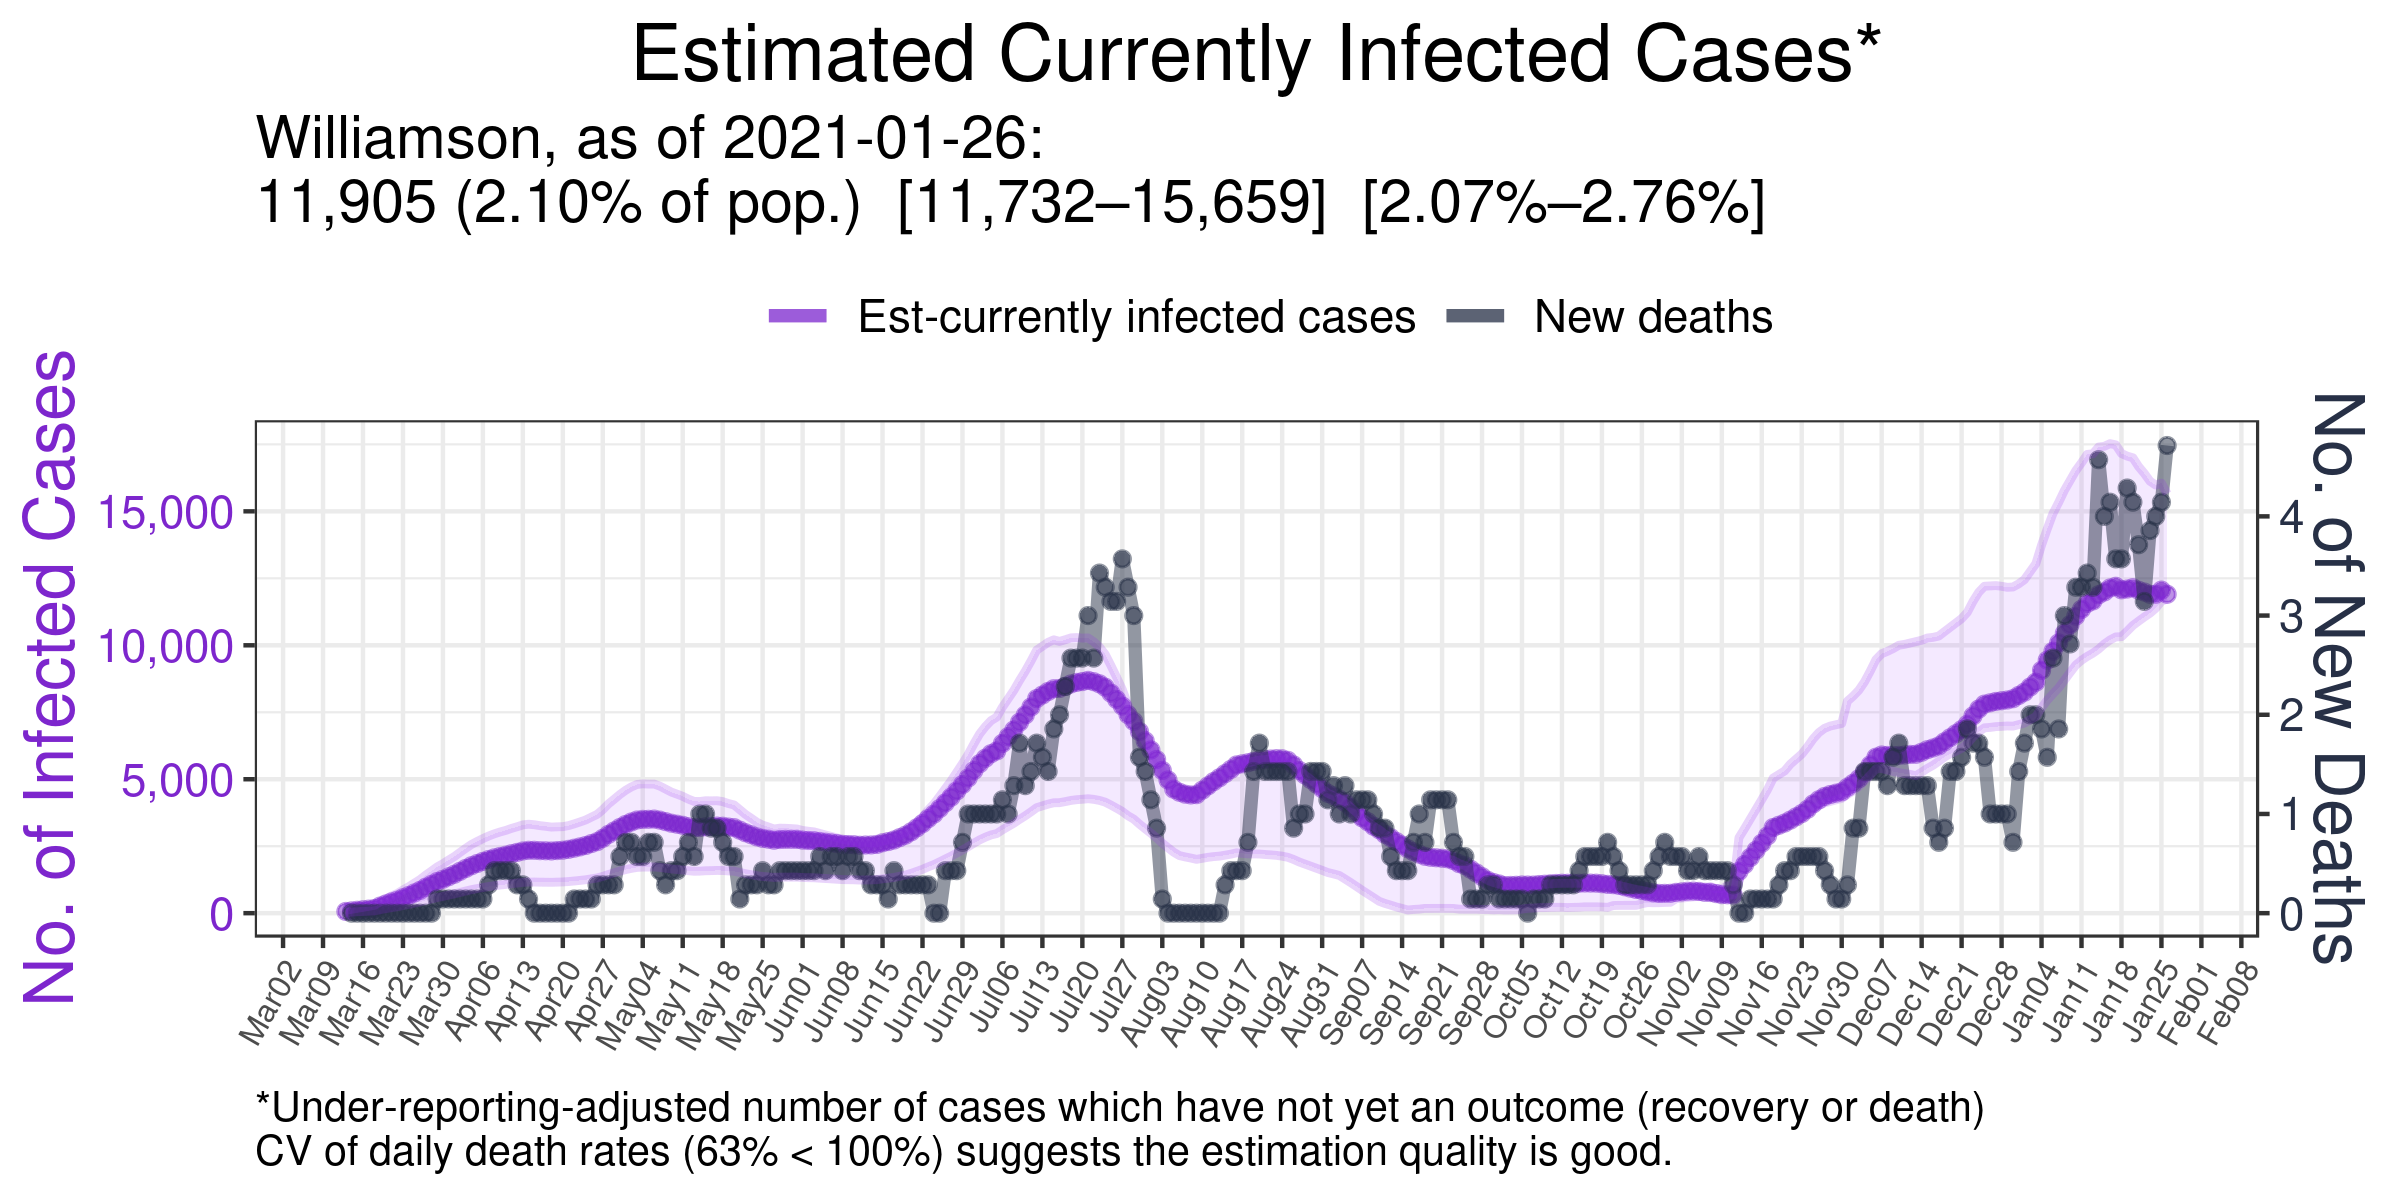 Estimated Currently Infected Cases*
Williamson, as of 2021-01-26:
11,905 (2.10% of pop.) [11,732–15,659] [2.07%–2.76%]
Est-currently infected cases
New deaths
No. of Infected Cases
15,000
10,000
5,000
0
4
3
2
1
0
No. of New Deaths
Mar02
Mar09
Mar16
Mar23
Mar30
Apr06
Apr13
Apr20
Apr27
May04
May11
May18
May25
Jun01
Jun08
Jun15
Jun22
Jun29
Jul06
Jul13
Jul20
Jul27
Aug03
Aug10
Aug17
Aug24
Aug31
Sep07
Sep14
Sep21
Sep28
Oct05
Oct12
Oct19
Oct26
Nov02
Nov09
Nov16
Nov23
Nov30
Dec07
Dec14
Dec21
Dec28
Jan04
Jan11
Jan18
Jan25
Feb01
Feb08
*Under-reporting-adjusted number of cases which have not yet an outcome (recovery or death)
CV of daily death rates (63% < 100%) suggests the estimation quality is good.